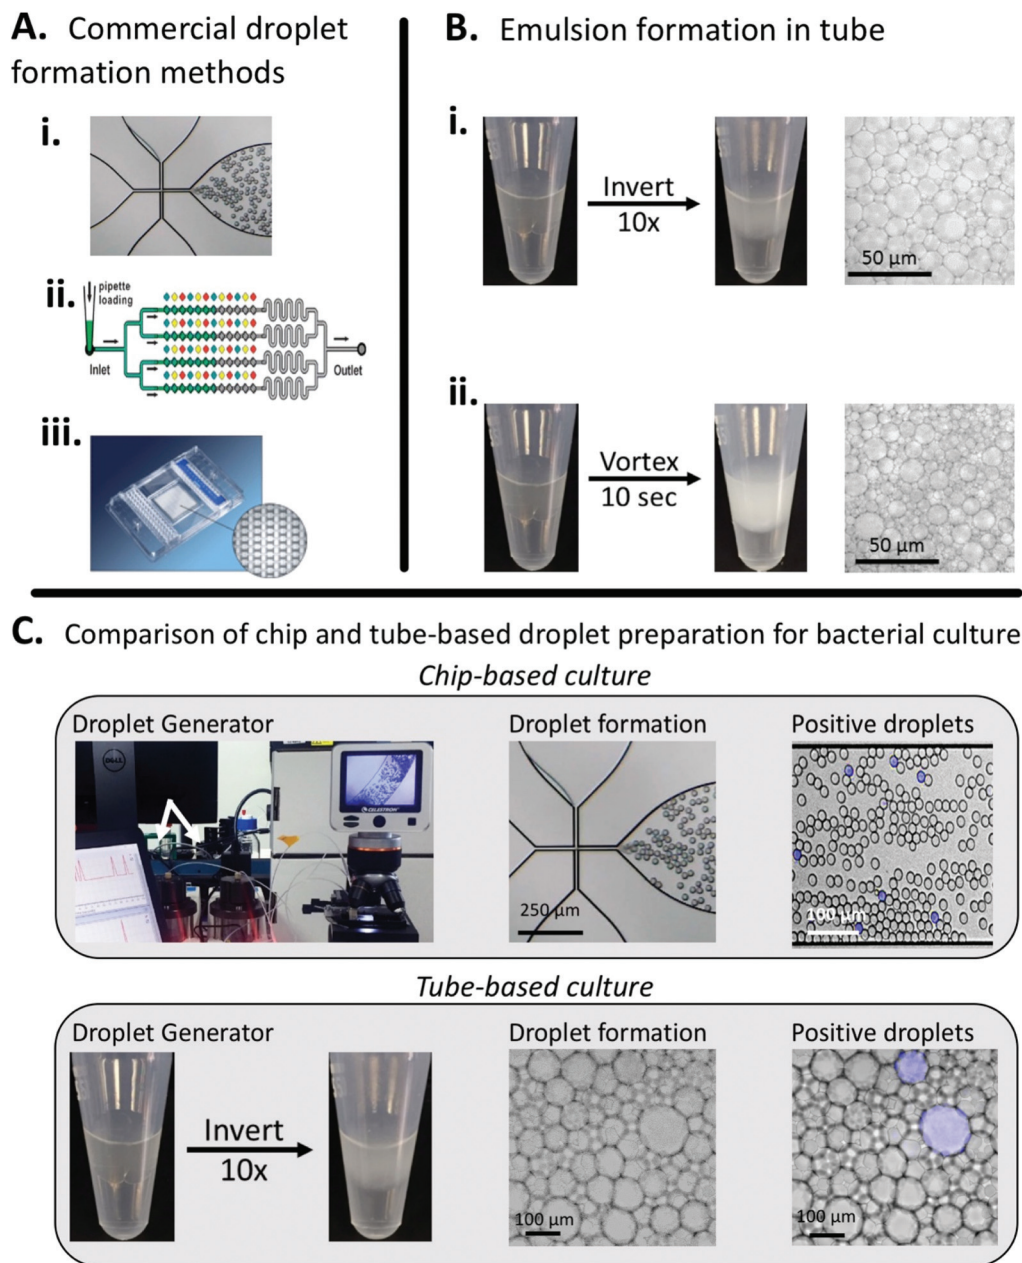 A. Commercial droplet
formation methods
i.
ii.
pipette
loading
Inlet
Outlet
iii.
B. Emulsion formation in tube
i.
Invert
10x
50 µm
ii.
Vortex
10 sec
50 µm
C. Comparison of chip and tube-based droplet preparation for bacterial culture
Chip-based culture
Droplet Generator
Droplet formation
Positive droplets
DELL
CELESTRON
250 µm
100 µm
Tube-based culture
Droplet Generator
Droplet formation
Positive droplets
Invert
10x
100 µm
100 µm